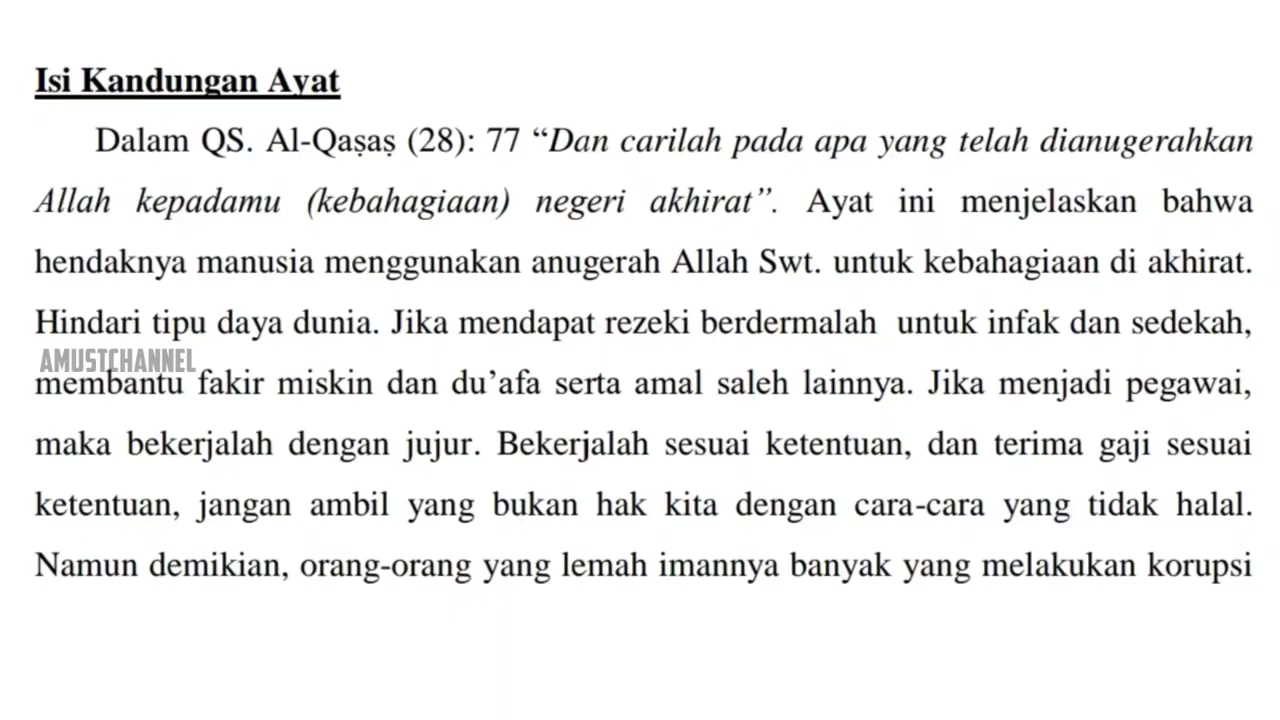 Isi Kandungan Ayat
Dalam QS. Al-Qaṣaṣ (28): 77 “Dan carilah pada apa yang telah dianugerahkan
Allah kepadamu (kebahagiaan) negeri akhirat”. Ayat ini menjelaskan bahwa
hendaknya manusia menggunakan anugerah Allah Swt. untuk kebahagiaan di akhirat.
Hindari tipu daya dunia. Jika mendapat rezeki berdermalah untuk infak dan sedekah,
AMUSTCHANNEL
membantu fakir miskin dan du’afa serta amal saleh lainnya. Jika menjadi pegawai,
maka bekerjalah dengan jujur. Bekerjalah sesuai ketentuan, dan terima gaji sesuai
ketentuan, jangan ambil yang bukan hak kita dengan cara-cara yang tidak halal.
Namun demikian, orang-orang yang lemah imannya banyak yang melakukan korupsi